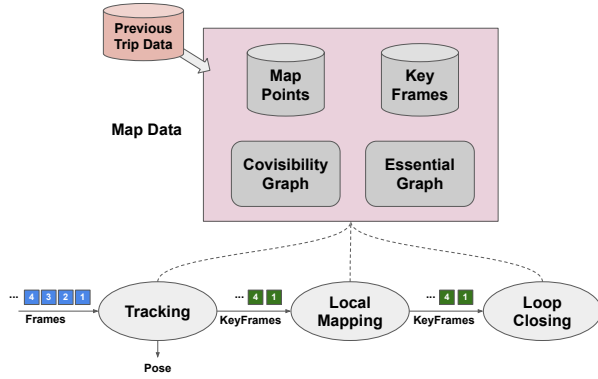 Previous
Trip Data
Map
Points
Key
Frames
Map Data
Covisibility
Graph
Essential
Graph
... 4 3 2 1
Frames
Tracking
... 4 1
KeyFrames
Local
Mapping
... 4 1
KeyFrames
Loop
Closing
Pose